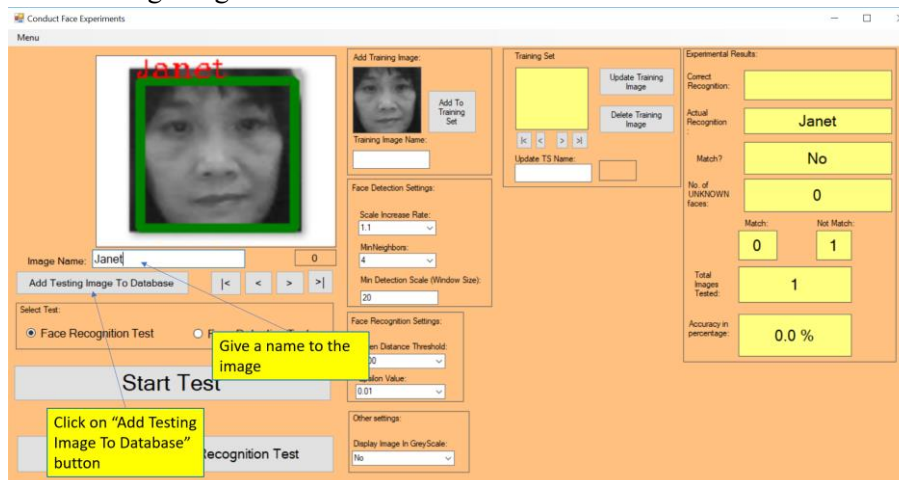 Conduct Face Experiments
Menu
Janet
Image Name: Janet 0
Add Testing Image To Database |< < > >|
Select Test:
Face Recognition Test
Start Test
Recognition Test
Give a name to the
image
Click on “Add Testing
Image To Database”
button
Add Training Image:
Add To
Training
Set
Training Image Name:
Face Detection Settings:
Scale Increase Rate:
1.1
MinNeighbors:
4
Min Detection Scale (Window Size):
20
Face Recognition Settings:
Distance Threshold:
Value:
0.01
Other settings:
Display Image In GreyScale:
No
Training Set
Update Training
Image
Delete Training
Image
|< < > >|
Update TS Name:
Experimental Results:
Correct
Recognition:
Actual
Recognition
:
Janet
Match? No
No. of
UNKNOWN
faces:
0
Match: Not Match:
0 1
Total
Images
Tested:
1
Accuracy in
percentage:
0.0 %